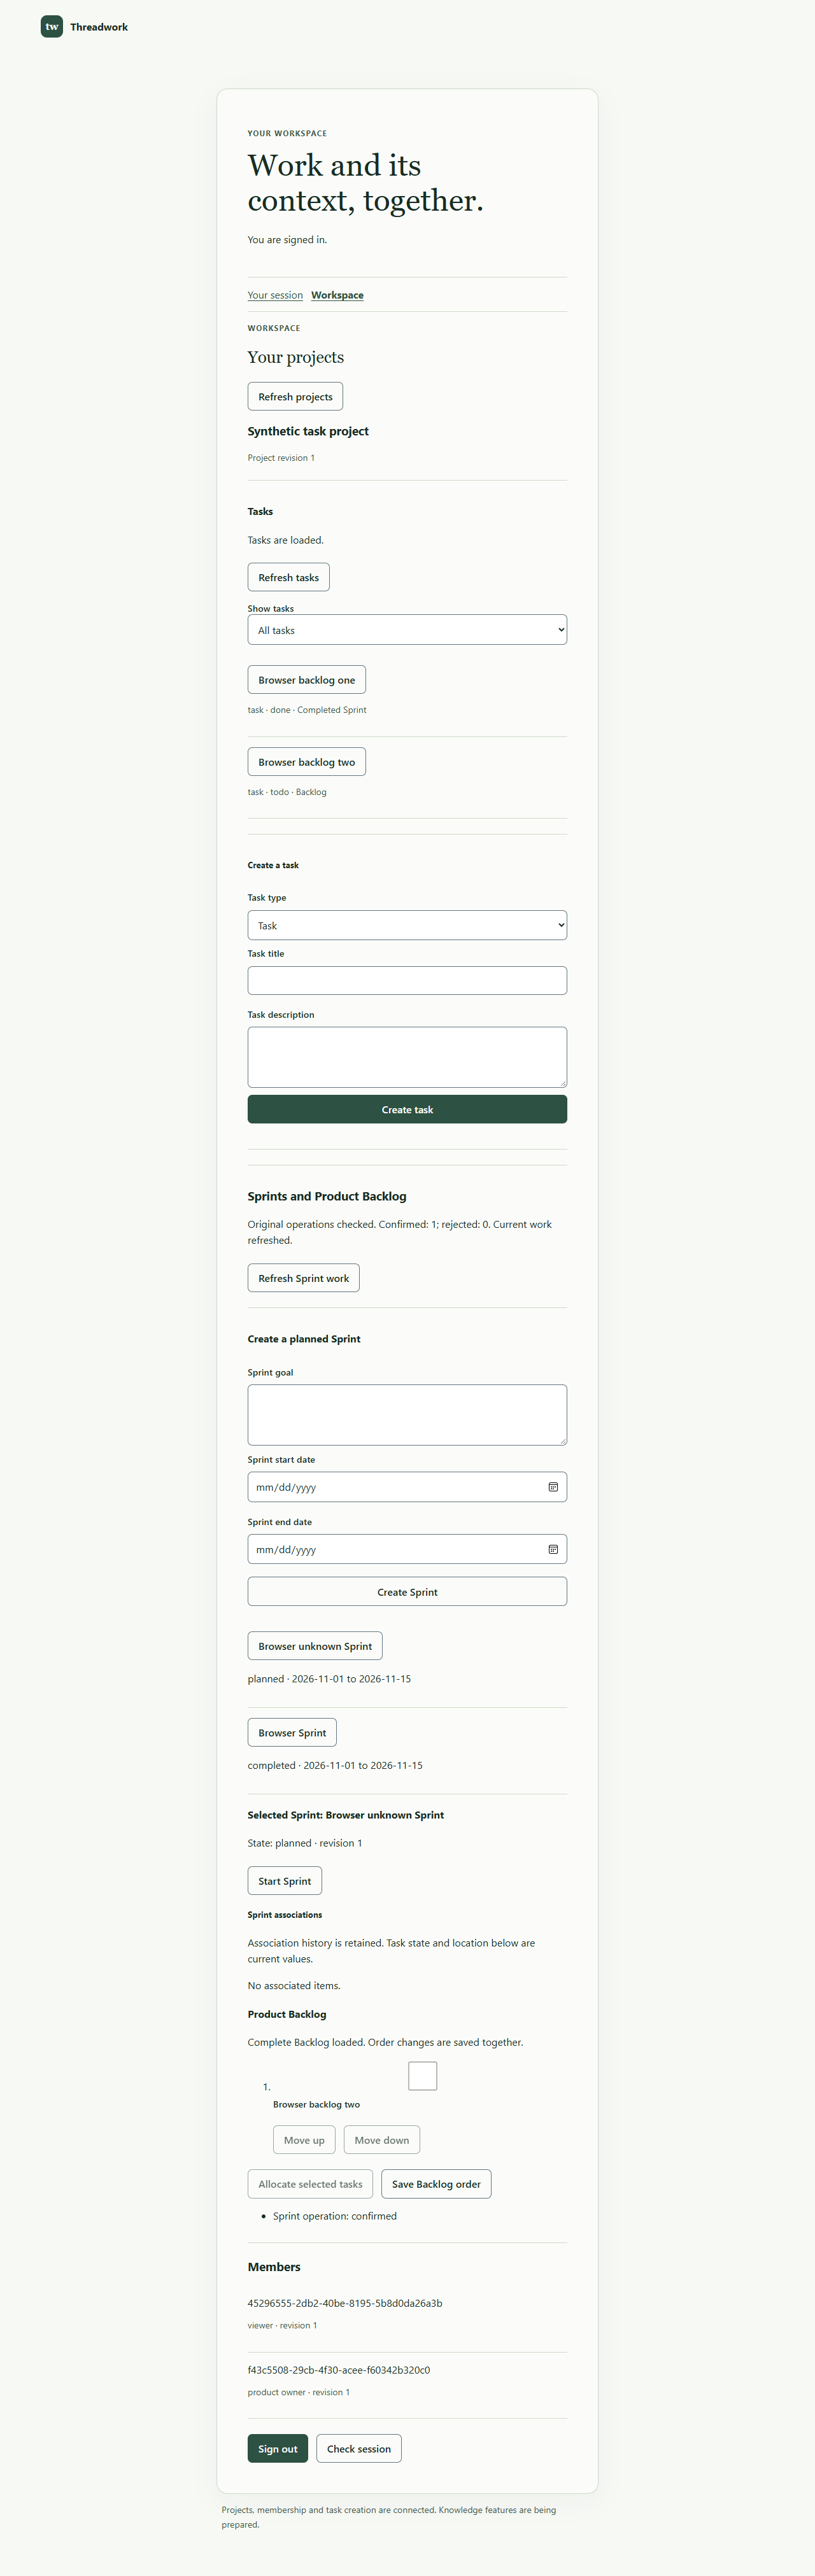 tw Threadwork
YOUR WORKSPACE
Work and its
context, together.
You are signed in.
Your session Workspace
WORKSPACE
Your projects
Refresh projects
Synthetic task project
Project revision 1
Tasks
Tasks are loaded.
Refresh tasks
Show tasks
All tasks
Browser backlog one
task · done · Completed Sprint
Browser backlog two
task · todo · Backlog
Create a task
Task type
Task
Task title
Task description
Create task
Sprints and Product Backlog
Original operations checked. Confirmed: 1; rejected: 0. Current work
refreshed.
Refresh Sprint work
Create a planned Sprint
Sprint goal
Sprint start date
mm/dd/yyyy
Sprint end date
mm/dd/yyyy
Create Sprint
Browser unknown Sprint
planned · 2026-11-01 to 2026-11-15
Browser Sprint
completed · 2026-11-01 to 2026-11-15
Selected Sprint: Browser unknown Sprint
State: planned · revision 1
Start Sprint
Sprint associations
Association history is retained. Task state and location below are
current values.
No associated items.
Product Backlog
Complete Backlog loaded. Order changes are saved together.
1.
Browser backlog two
Move up Move down
Allocate selected tasks Save Backlog order
• Sprint operation: confirmed
Members
45296555-2db2-40be-8195-5b8d0da26a3b
viewer · revision 1
f43c5508-29cb-4f30-acee-f60342b320c0
product owner · revision 1
Sign out Check session
Projects, membership and task creation are connected. Knowledge features are being
prepared.